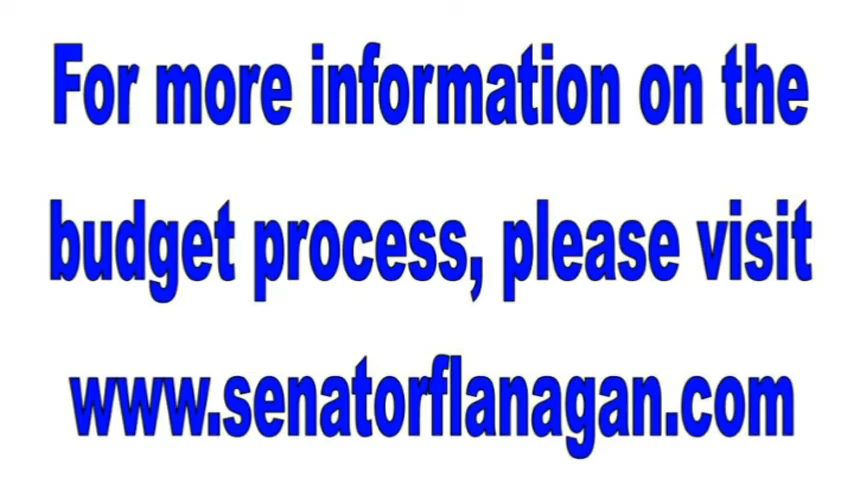 For more information on the
budget process, please visit
www.senatorflanagan.com